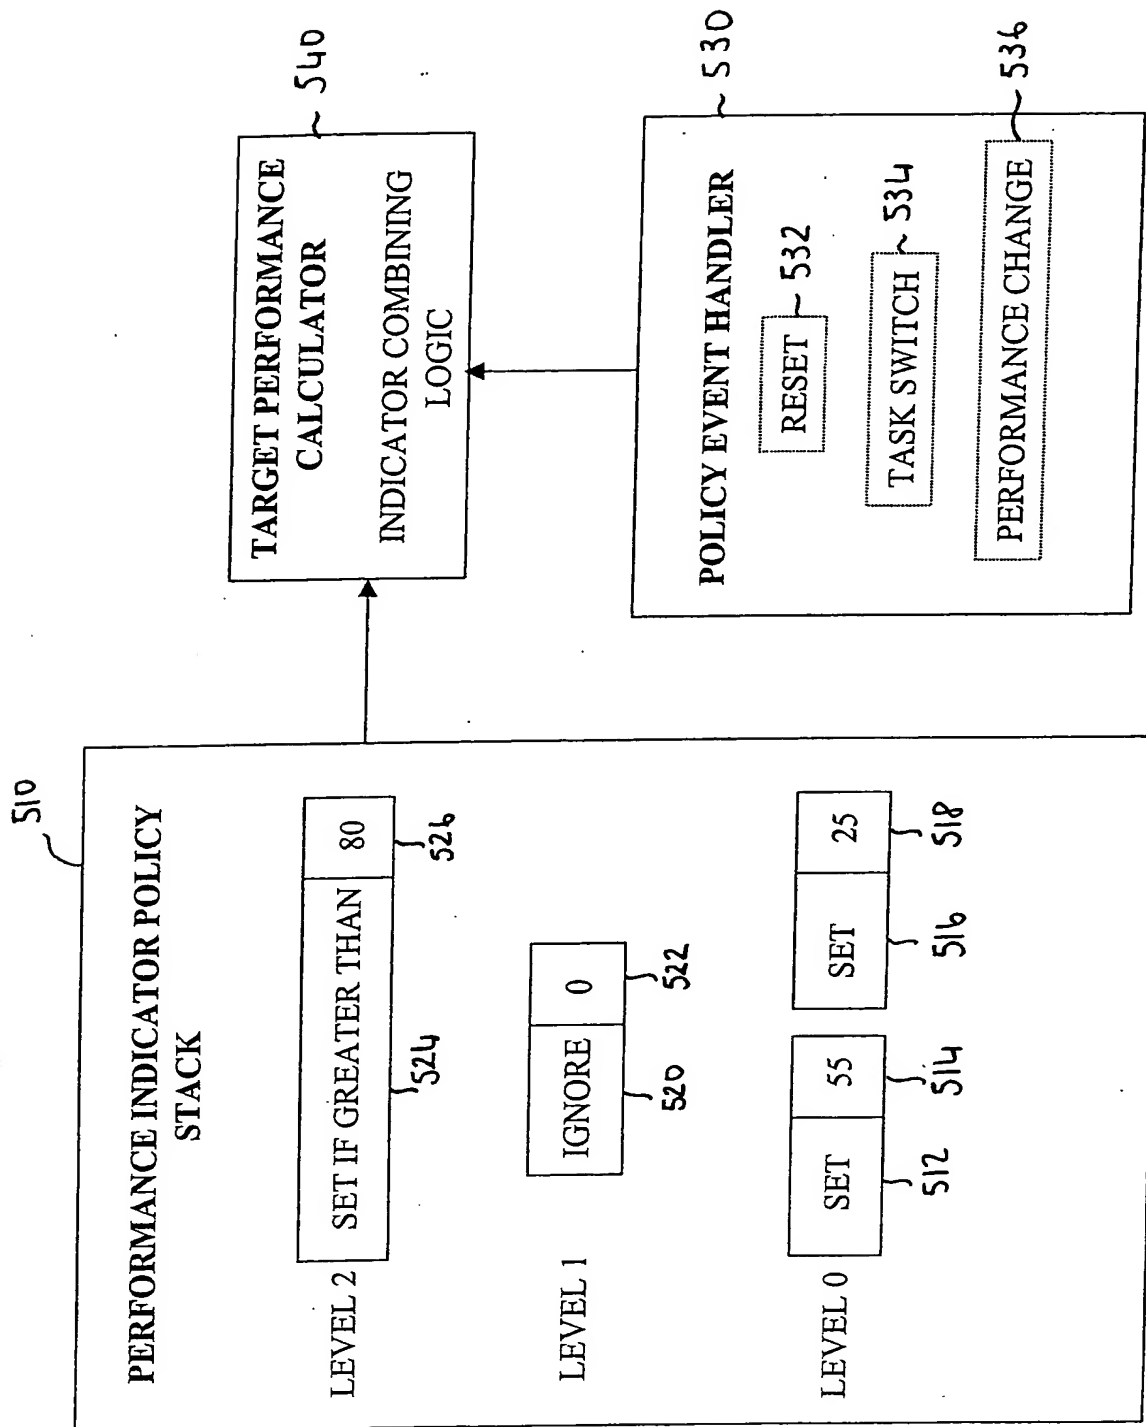 510
PERFORMANCE INDICATOR POLICY
STACK
LEVEL 2
SET IF GREATER THAN
80
524
526
LEVEL 1
IGNORE
0
520
522
LEVEL 0
SET
55
SET
25
512
514
516
518
TARGET PERFORMANCE
CALCULATOR
INDICATOR COMBINING
LOGIC
540
POLICY EVENT HANDLER
530
RESET
532
TASK SWITCH
534
PERFORMANCE CHANGE
536